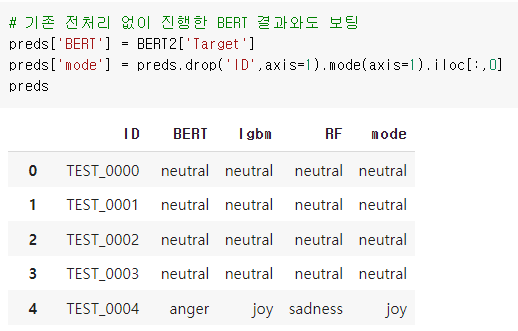 # 기존 전처리 없이 진행한 BERT 결과와도 보팅
preds['BERT'] = BERT2['Target']
preds['mode'] = preds.drop('ID',axis=1).mode(axis=1).iloc[:,0]
preds
ID BERT lgbm RF mode
0 TEST_0000 neutral neutral neutral neutral
1 TEST_0001 neutral neutral neutral neutral
2 TEST_0002 neutral neutral neutral neutral
3 TEST_0003 neutral neutral neutral neutral
4 TEST_0004 anger joy sadness joy